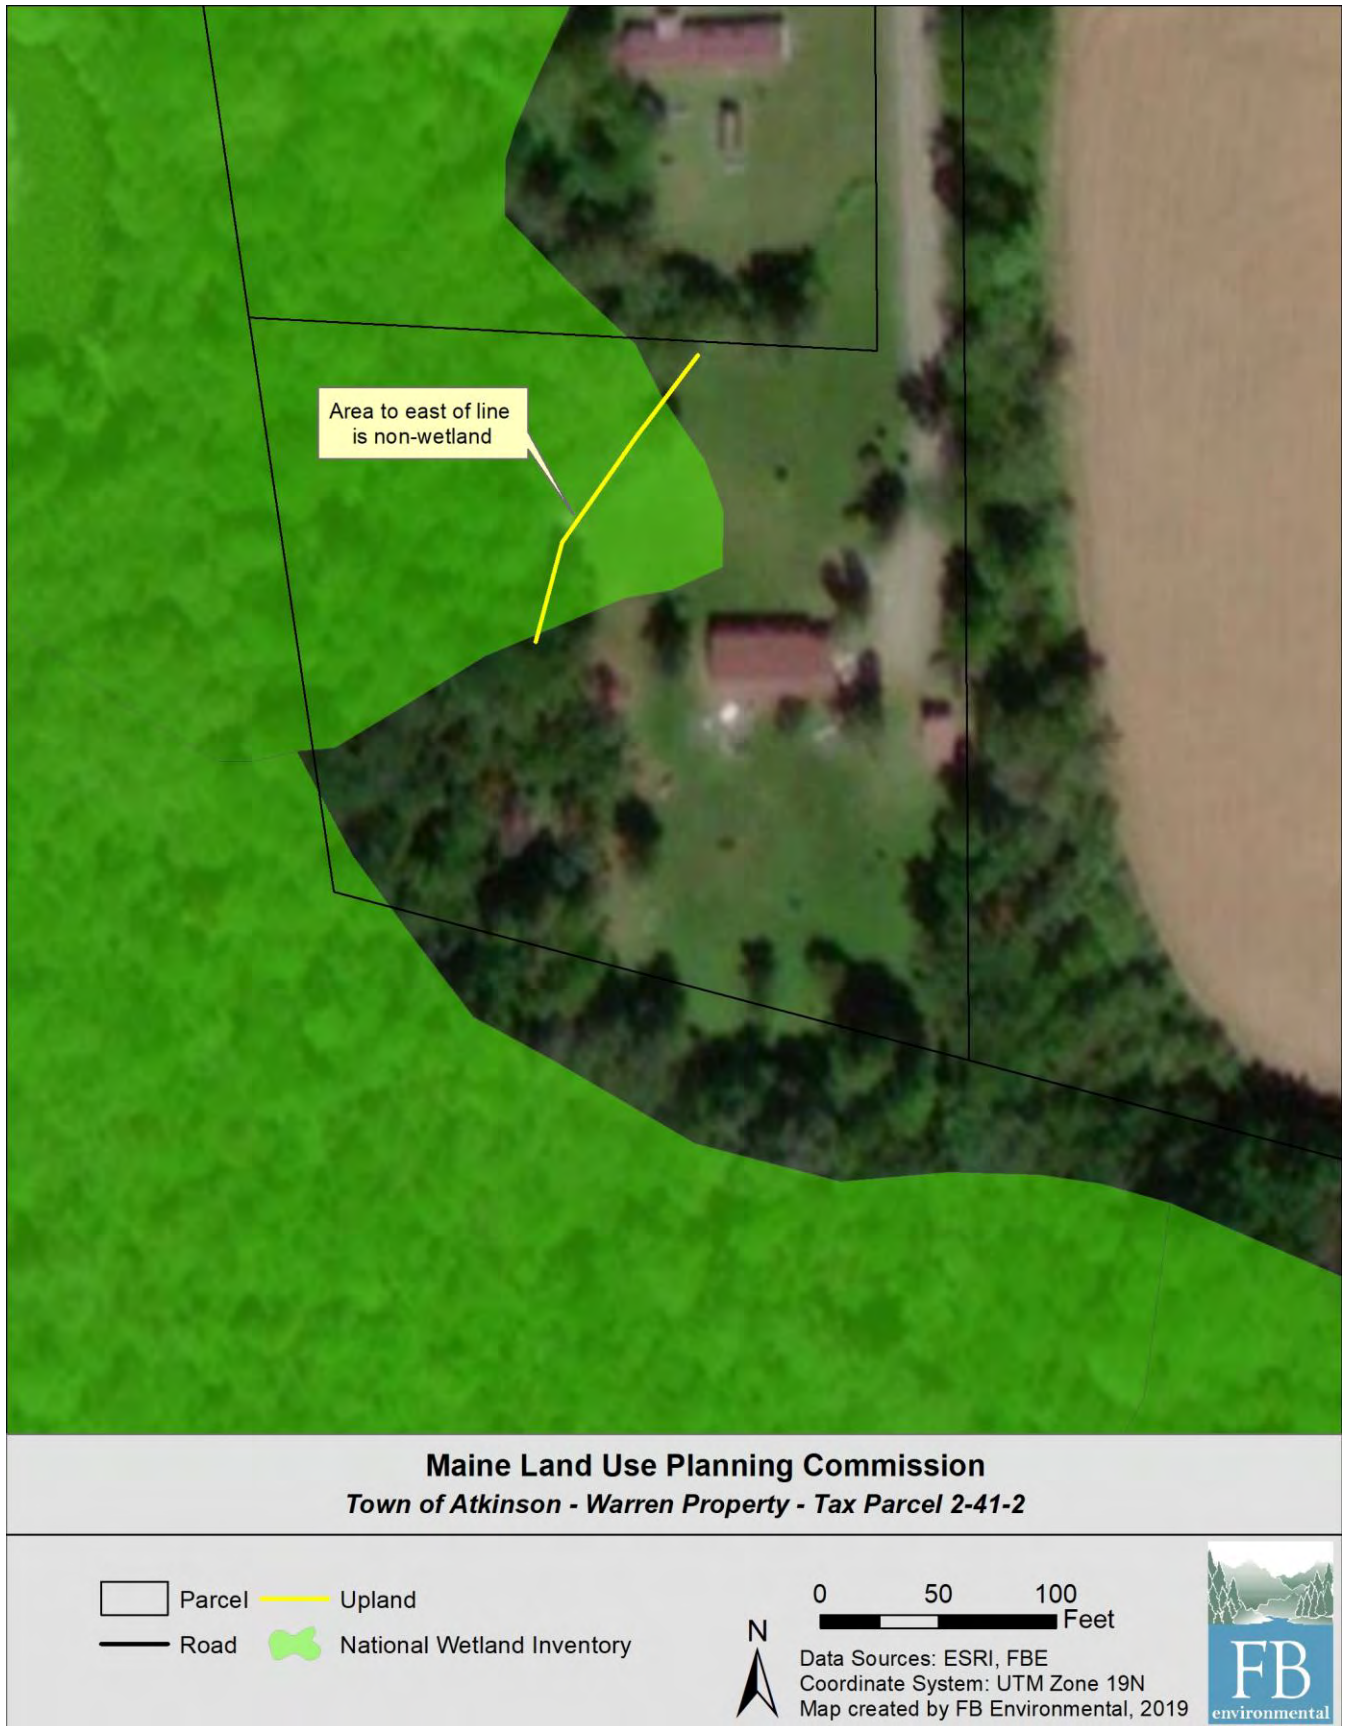 Area to east of line
is non-wetland
Maine Land Use Planning Commission
Town of Atkinson - Warren Property - Tax Parcel 2-41-2
Parcel
Upland
Road
National Wetland Inventory
N
0 50 100
Feet
Data Sources: ESRI, FBE
Coordinate System: UTM Zone 19N
Map created by FB Environmental, 2019
FB
environmental